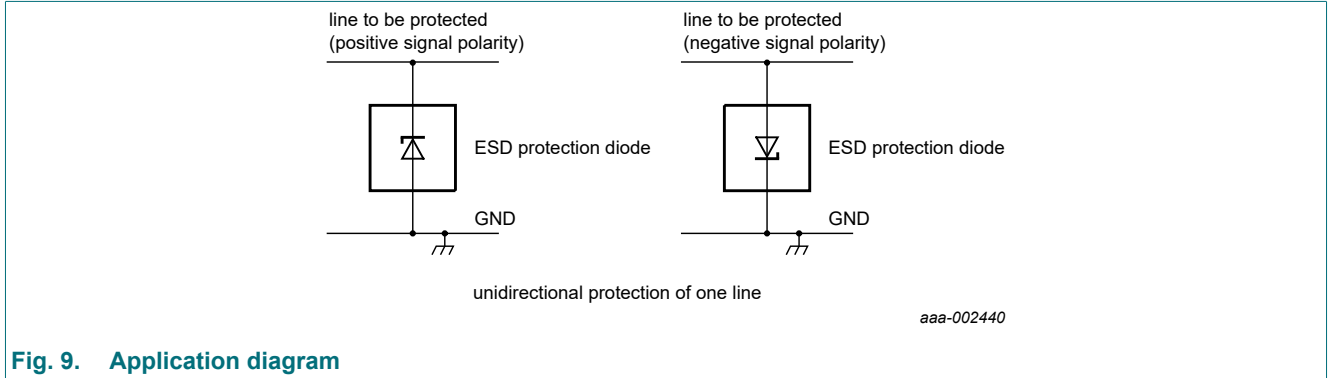 line to be protected
(positive signal polarity)
ESD protection diode
GND
line to be protected
(negative signal polarity)
ESD protection diode
GND
unidirectional protection of one line
aaa-002440
Fig. 9. Application diagram